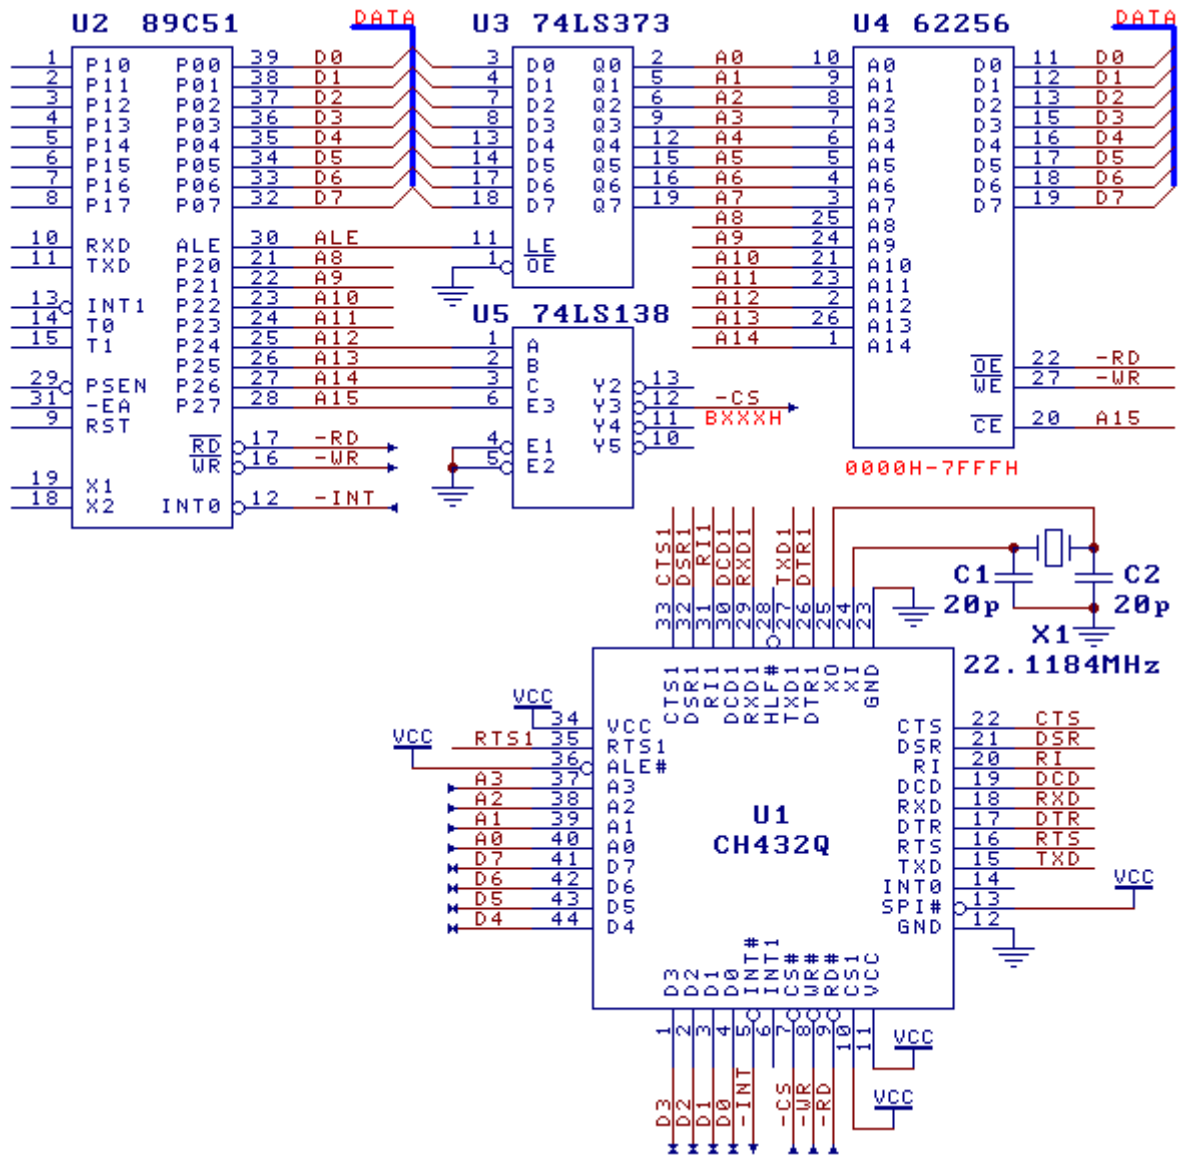 U2 89C51
DATA
U3 74LS373
U4 62256
DATA
1 P10 P00 39 D0 3 D0 Q0 2 A0 10 A0 D0 11 D0
2 P11 P01 38 D1 4 D1 Q1 5 A1 9 A1 D1 12 D1
3 P12 P02 37 D2 7 D2 Q2 6 A2 8 A2 D2 13 D2
4 P13 P03 36 D3 8 D3 Q3 9 A3 7 A3 D3 15 D3
5 P14 P04 35 D4 13 D4 Q4 12 A4 6 A4 D4 16 D4
6 P15 P05 34 D5 14 D5 Q5 15 A5 5 A5 D5 17 D5
7 P16 P06 33 D6 17 D6 Q6 16 A6 4 A6 D6 18 D6
8 P17 P07 32 D7 18 D7 Q7 19 A7 3 A7 D7 19 D7
A8 25 A8
10 RXD ALE 30 ALE 11 LE A9 24 A9
11 TXD P20 21 A8 1 OE A10 21 A10
P21 22 A9 A11 23 A11
13 INT1 P22 23 A10 A12 2 A12
14 T0 P23 24 A11 U5 74LS138 A13 26 A13
15 T1 P24 25 A12 1 A A14 1 A14
P25 26 A13 2 B OE 22 -RD
29 PSEN P26 27 A14 3 C Y2 13 WE 27 -WR
31 -EA P27 28 A15 6 E3 Y3 12 -CS
9 RST Y4 11 BXXXH CE 20 A15
RD 17 -RD 4 E1 Y5 10
WR 16 -WR 5 E2 0000H-7FFFH
19 X1
18 X2 INT0 12 -INT
CTS1 DSR1 RI1 DCD1 RXD1 TXD1 DTR1
C1 C2
20p 20p
33 32 31 30 29 28 27 26 25 24 23
X1
22.1184MHz
CTS1 DSR1 RI1 DCD1 RXD1 HLF# TXD1 DTR1 XO XI GND
VCC 34 VCC CTS 22 CTS
RTS1 35 RTS1 DSR 21 DSR
VCC 36 ALE# RI 20 RI
A3 37 A3 DCD 19 DCD
A2 38 A2 RXD 18 RXD
A1 39 A1 U1 DTR 17 DTR
A0 40 A0 CH432Q RTS 16 RTS
D7 41 D7 TXD 15 TXD
D6 42 D6 INT0 14
D5 43 D5 SPI# 13 VCC
D4 44 D4 GND 12
D3 D2 D1 D0 INT# INT1 CS# WR# RD# CS1 VCC
1 2 3 4 5 6 7 8 9 10 11
VCC
D3 D2 D1 D0 -INT -CS -WR -RD
VCC